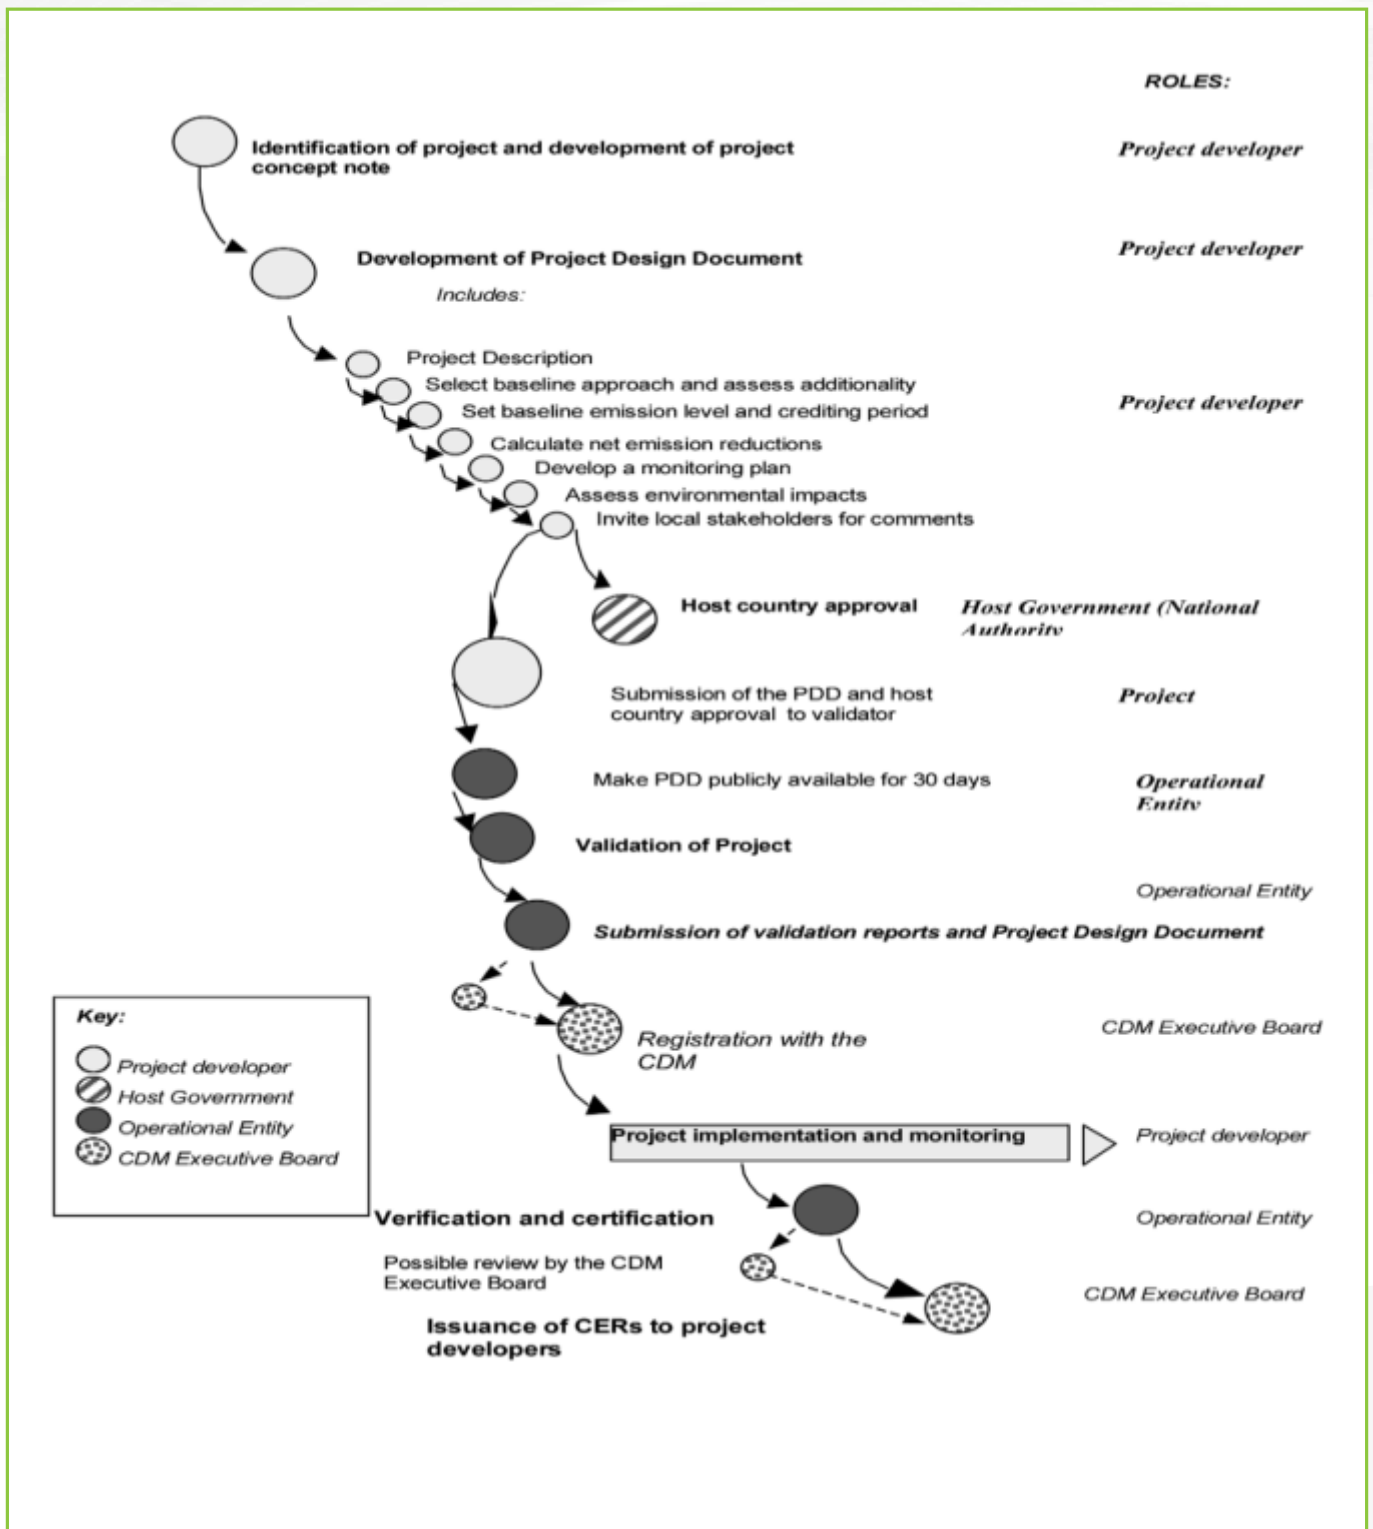 ROLES:
Identification of project and development of project
concept note
Project developer
Development of Project Design Document
Project developer
Includes:
Project Description
Select baseline approach and assess additionality
Set baseline emission level and crediting period
Project developer
Calculate net emission reductions
Develop a monitoring plan
Assess environmental impacts
Invite local stakeholders for comments
Host country approval
Host Government (National
Authority
Submission of the PDD and host
country approval to validator
Project
Make PDD publicly available for 30 days
Operational
Entity
Validation of Project
Operational Entity
Submission of validation reports and Project Design Document
Registration with the
CDM
CDM Executive Board
Key:
Project developer
Host Government
Operational Entity
CDM Executive Board
Project implementation and monitoring
Project developer
Verification and certification
Operational Entity
Possible review by the CDM
Executive Board
CDM Executive Board
Issuance of CERs to project
developers